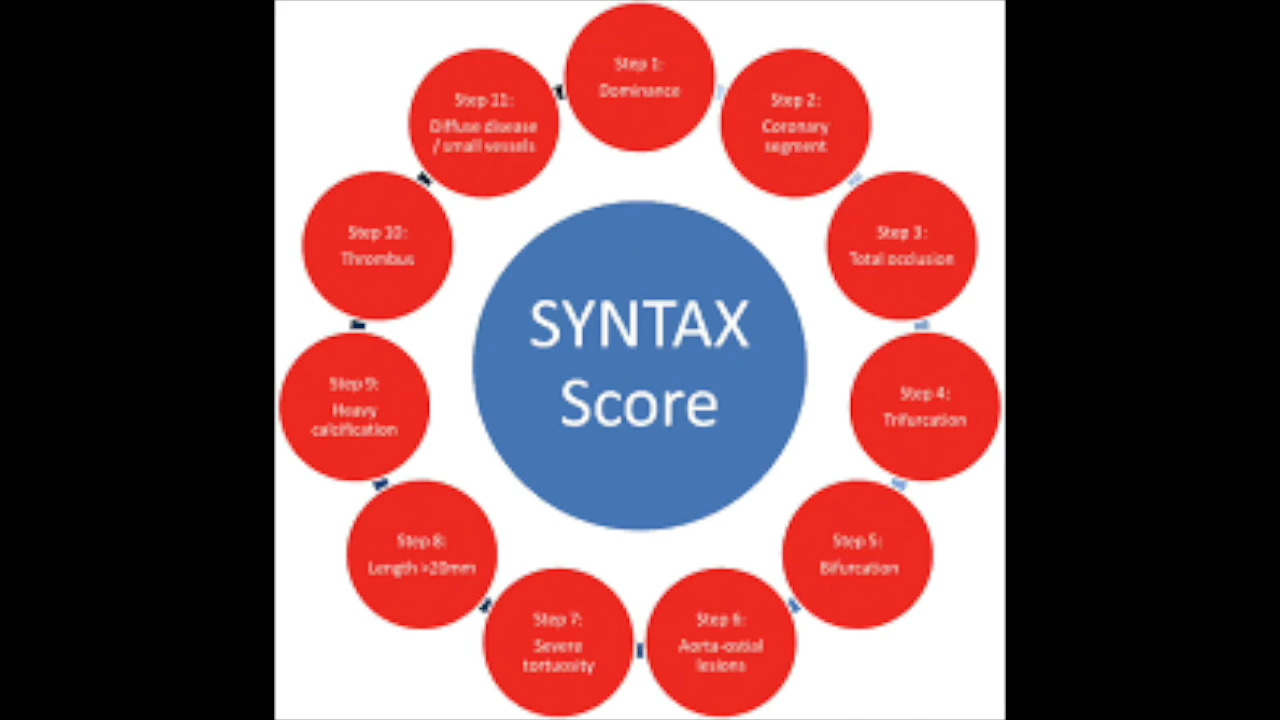 SYNTAX
Score
Step 1:
Dominance
Step 2:
Coronary
segment
Step 3:
Total occlusion
Step 4:
Trifurcation
Step 5:
Bifurcation
Step 6:
Aorta-ostial
lesions
Step 7:
Severe
tortuosity
Step 8:
Length >20mm
Step 9:
Heavy
calcification
Step 10:
Thrombus
Step 11:
Diffuse disease
/ small vessels